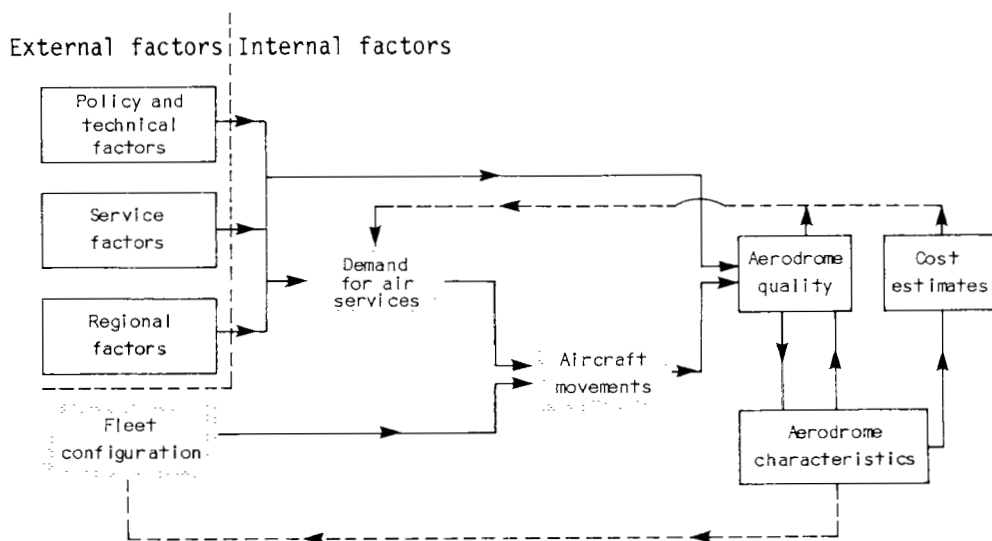 External factors Internal factors
Policy and
technical
factors
Service
factors
Regional
factors
Fleet
configuration
Demand
for air
services
Aircraft
movements
Aerodrome
quality
Cost
estimates
Aerodrome
characteristics